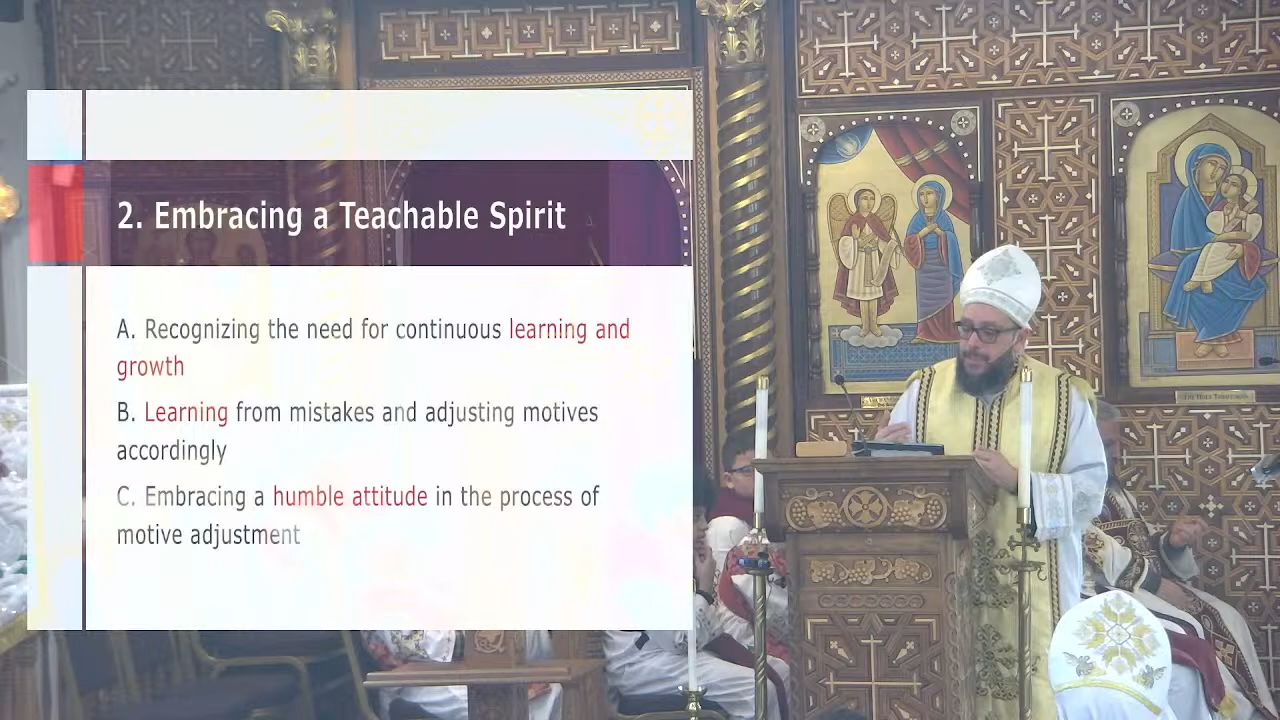 2. Embracing a Teachable Spirit
A. Recognizing the need for continuous learning and
growth
B. Learning from mistakes and adjusting motives
accordingly
C. Embracing a humble attitude in the process of
motive adjustment